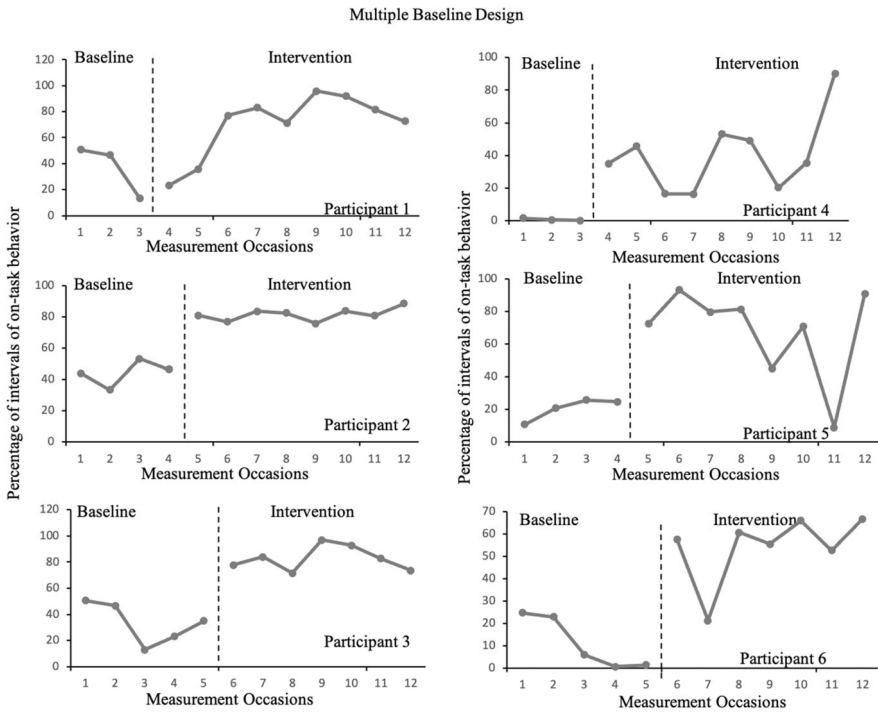 Multiple Baseline Design
Percentage of intervals of on-task behavior
Baseline
Intervention
120
100
80
60
40
20
0
Participant 1
1 2 3 4 5 6 7 8 9 10 11 12
Measurement Occasions
Baseline
Intervention
100
80
60
40
20
0
Participant 2
1 2 3 4 5 6 7 8 9 10 11 12
Measurement Occasions
Baseline
Intervention
120
100
80
60
40
20
0
Participant 3
1 2 3 4 5 6 7 8 9 10 11 12
Measurement Occasions
Percentage of intervals of on-task behavior
Baseline
Intervention
100
80
60
40
20
0
Participant 4
1 2 3 4 5 6 7 8 9 10 11 12
Measurement Occasions
Baseline
Intervention
100
80
60
40
20
0
Participant 5
1 2 3 4 5 6 7 8 9 10 11 12
Measurement Occasions
Baseline
Intervention
70
60
50
40
30
20
10
0
Participant 6
1 2 3 4 5 6 7 8 9 10 11 12
Measurement Occasions